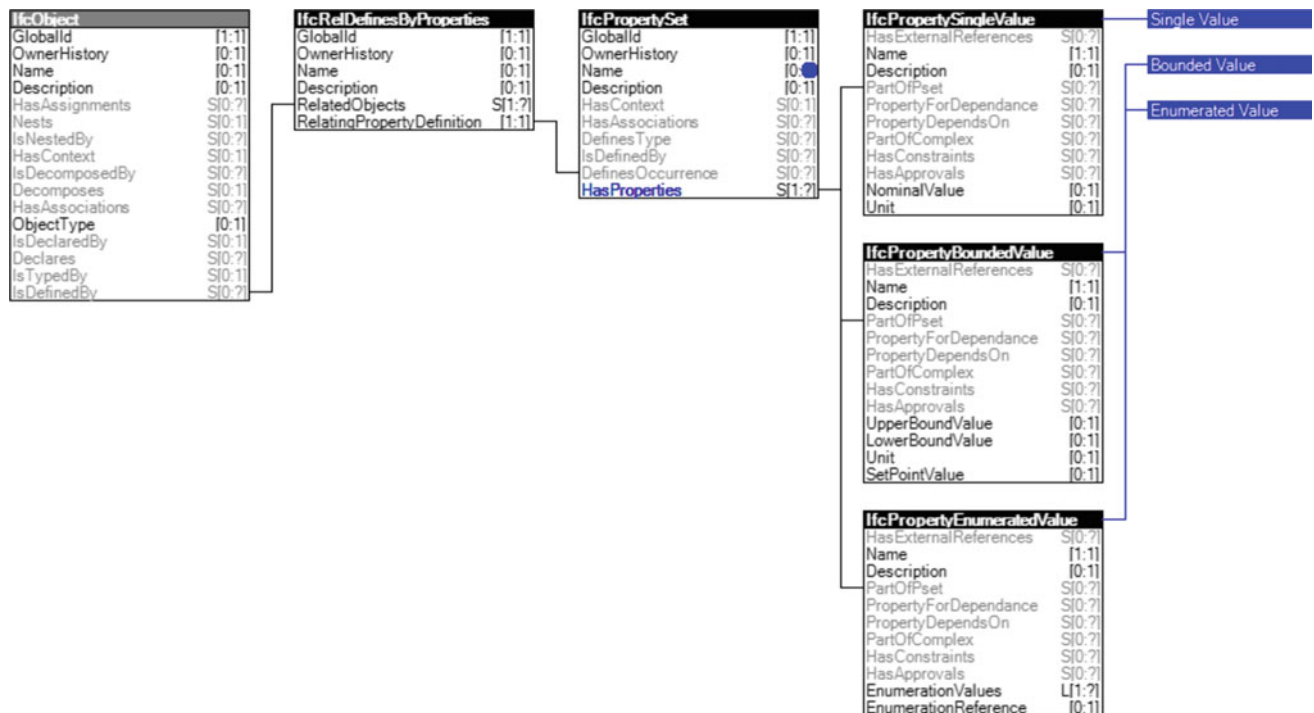 IfcObject
GlobalId [1:1]
OwnerHistory [0:1]
Name [0:1]
Description [0:1]
HasAssignments S[0:?]
Nests S[0:1]
IsNestedBy S[0:?]
HasContext S[0:1]
IsDecomposedBy S[0:?]
Decomposes S[0:1]
HasAssociations S[0:?]
ObjectType [0:1]
IsDeclaredBy S[0:1]
Declares S[0:?]
IsTypedBy S[0:1]
IsDefinedBy S[0:?]
IfcRelDefinesByProperties
GlobalId [1:1]
OwnerHistory [0:1]
Name [0:1]
Description [0:1]
RelatedObjects S[1:?]
RelatingPropertyDefinition [1:1]
IfcPropertySet
GlobalId [1:1]
OwnerHistory [0:1]
Name [0:
Description [0:1]
HasContext S[0:1]
HasAssociations S[0:?]
DefinesType S[0:?]
IsDefinedBy S[0:?]
DefinesOccurrence S[0:?]
HasProperties S[1:?]
IfcPropertySingleValue
HasExternalReferences S[0:?]
Name [1:1]
Description [0:1]
PartOfPset S[0:?]
PropertyForDependance S[0:?]
PropertyDependsOn S[0:?]
PartOfComplex S[0:?]
HasConstraints S[0:?]
HasApprovals S[0:?]
NominalValue [0:1]
Unit [0:1]
IfcPropertyBoundedValue
HasExternalReferences S[0:?]
Name [1:1]
Description [0:1]
PartOfPset S[0:?]
PropertyForDependance S[0:?]
PropertyDependsOn S[0:?]
PartOfComplex S[0:?]
HasConstraints S[0:?]
HasApprovals S[0:?]
UpperBoundValue [0:1]
LowerBoundValue [0:1]
Unit [0:1]
SetPointValue [0:1]
IfcPropertyEnumeratedValue
HasExternalReferences S[0:?]
Name [1:1]
Description [0:1]
PartOfPset S[0:?]
PropertyForDependance S[0:?]
PropertyDependsOn S[0:?]
PartOfComplex S[0:?]
HasConstraints S[0:?]
HasApprovals S[0:?]
EnumerationValues L[1:?]
EnumerationReference [0:1]
Single Value
Bounded Value
Enumerated Value